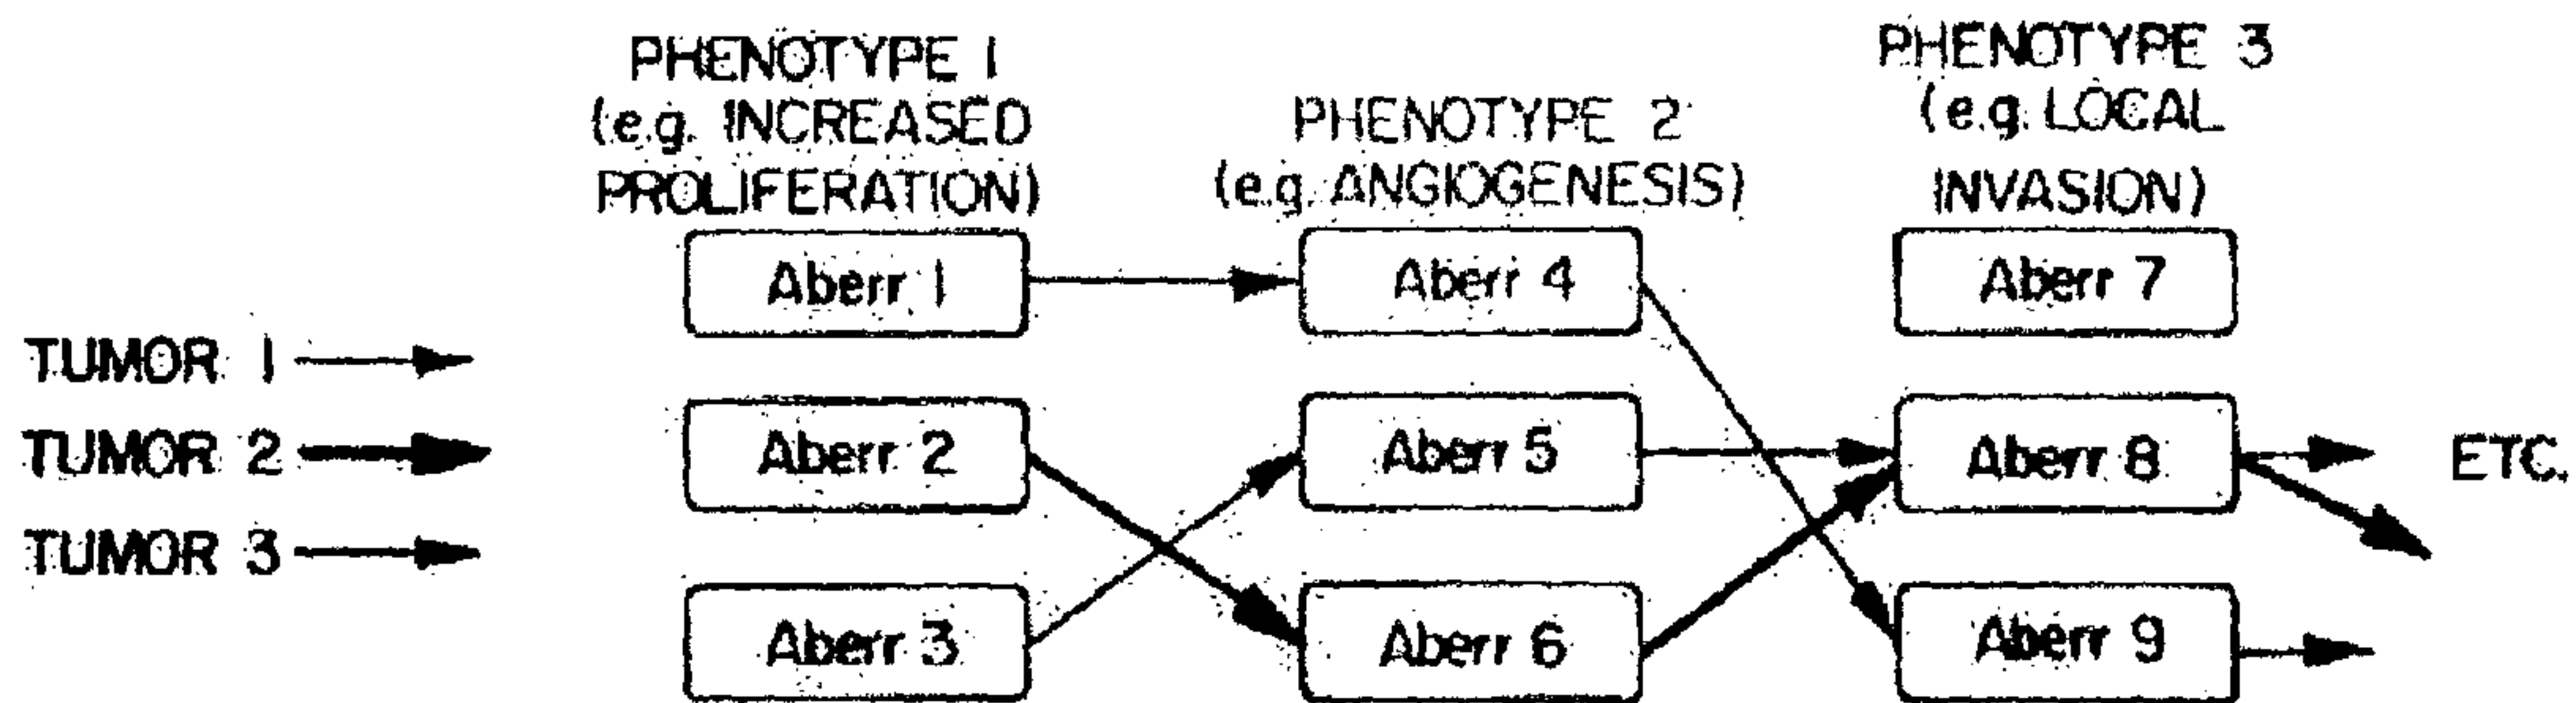 PHENOTYPE 1
(e.g. INCREASED
PROLIFERATION)
PHENOTYPE 2
(e.g. ANGIOGENESIS)
PHENOTYPE 3
(e.g. LOCAL
INVASION)
Aberr 1
Aberr 4
Aberr 7
TUMOR 1
TUMOR 2
TUMOR 3
Aberr 2
Aberr 5
Aberr 8
ETC.
Aberr 3
Aberr 6
Aberr 9